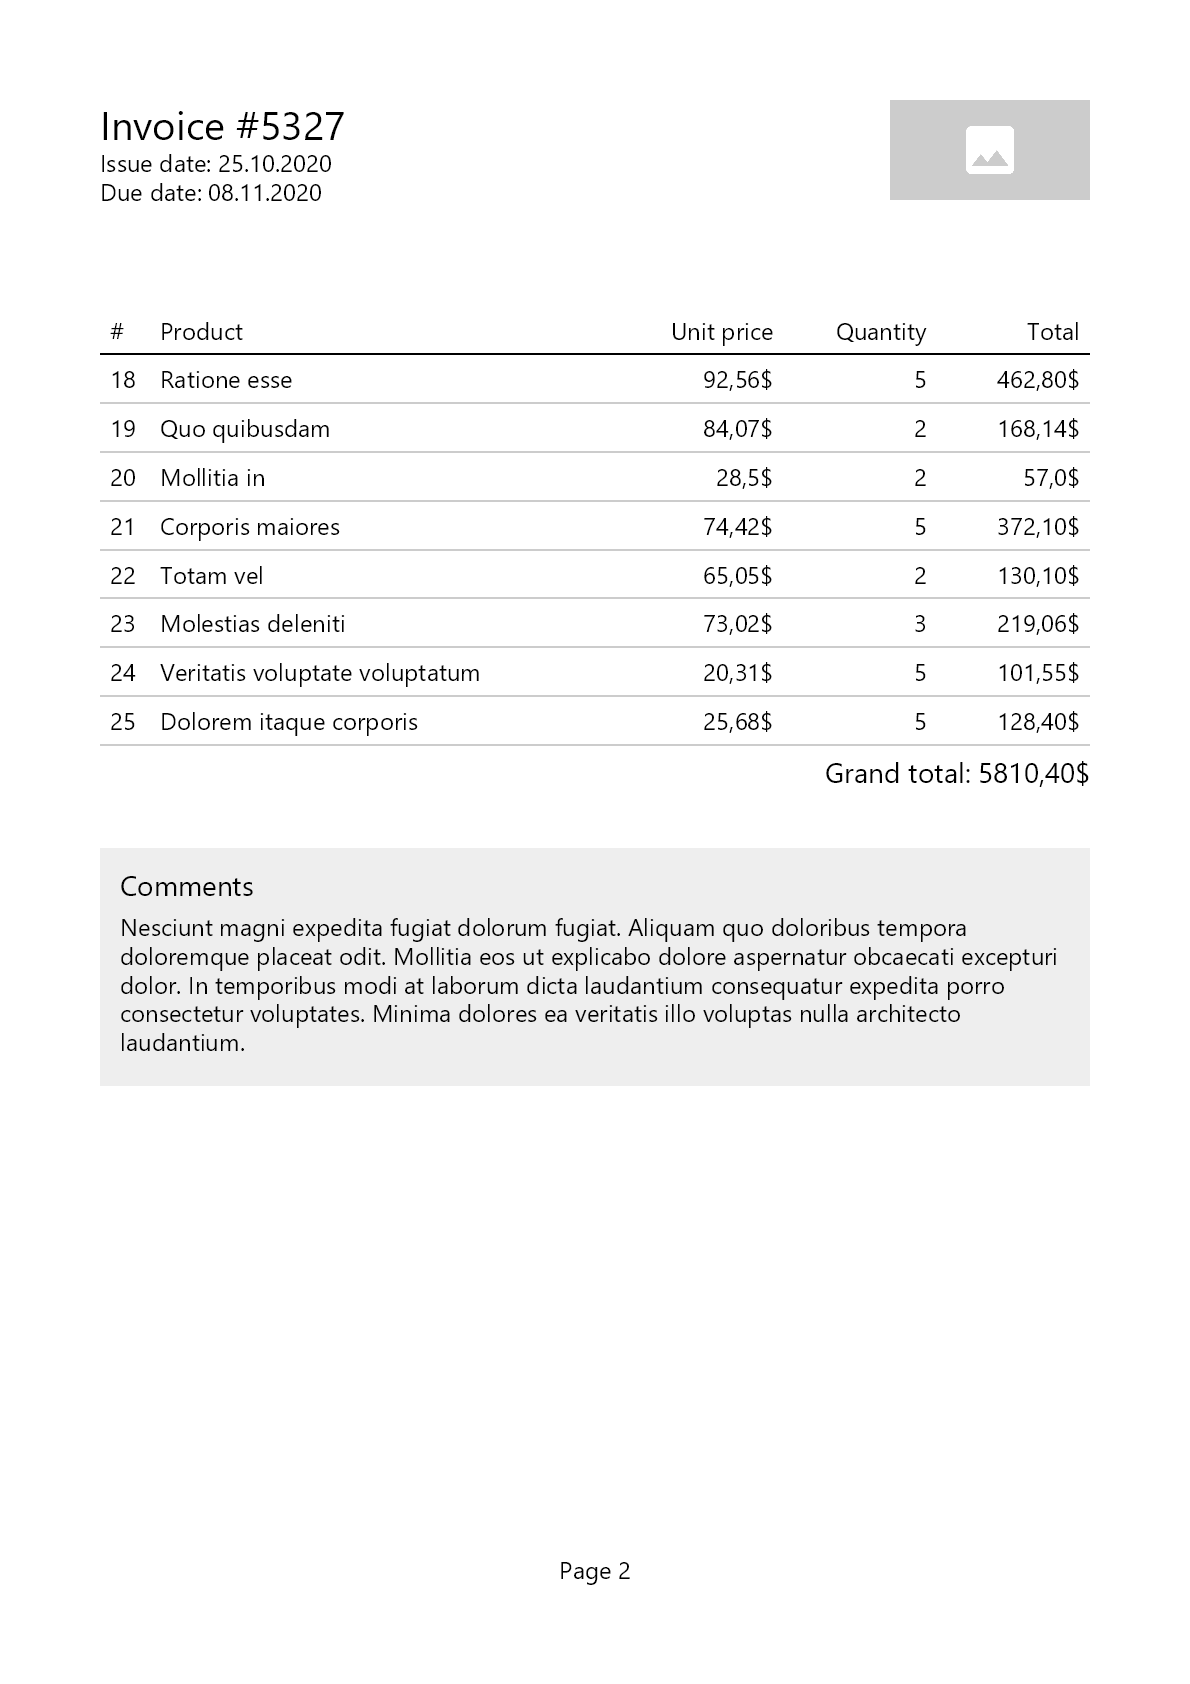 Invoice #5327
Issue date: 25.10.2020
Due date: 08.11.2020
# Product Unit price Quantity Total
18 Ratione esse 92,56$ 5 462,80$
19 Quo quibusdam 84,07$ 2 168,14$
20 Mollitia in 28,5$ 2 57,0$
21 Corporis maiores 74,42$ 5 372,10$
22 Totam vel 65,05$ 2 130,10$
23 Molestias deleniti 73,02$ 3 219,06$
24 Veritatis voluptate voluptatum 20,31$ 5 101,55$
25 Dolorem itaque corporis 25,68$ 5 128,40$
Grand total: 5810,40$
Comments
Nesciunt magni expedita fugiat dolorum fugiat. Aliquam quo doloribus tempora
doloremque placeat odit. Mollitia eos ut explicabo dolore aspernatur obcaecati excepturi
dolor. In temporibus modi at laborum dicta laudantium consequatur expedita porro
consectetur voluptates. Minima dolores ea veritatis illo voluptas nulla architecto
laudantium.
Page 2